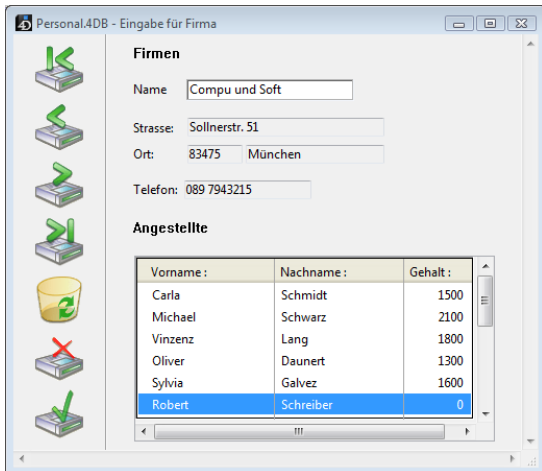 Personal.4DB - Eingabe für Firma
Firmen
Name Compu und Soft
Strasse: Sollnerstr. 51
Ort: 83475 München
Telefon: 089 7943215
Angestellte
Vorname : Nachname : Gehalt :
Carla Schmidt 1500
Michael Schwarz 2100
Vinzenz Lang 1800
Oliver Daunert 1300
Sylvia Galvez 1600
Robert Schreiber 0